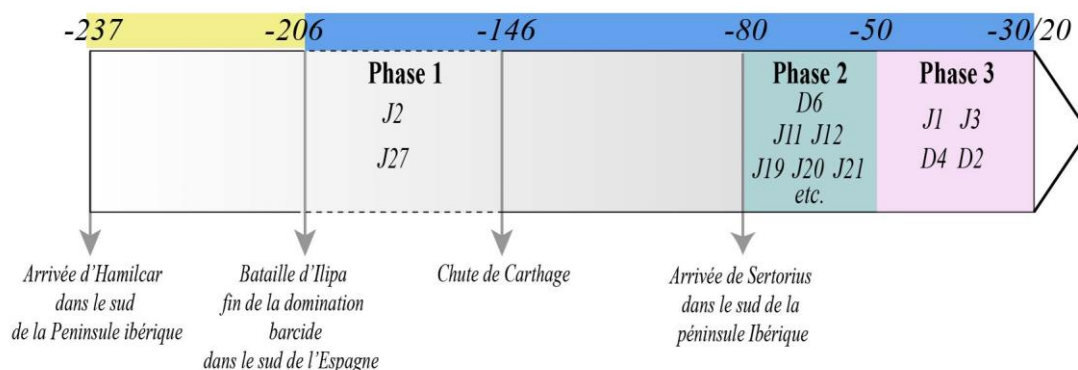 -237 -206 -146 -80 -50 -30/20
Phase 1 Phase 2 Phase 3
J2
J27
D6
J11 J12
J19 J20 J21
etc.
J1 J3
D4 D2
Arrivée d'Hamilcar
dans le sud
de la Peninsule ibérique
Bataille d'Ilipa
fin de la domination
barcide
dans le sud de l'Espagne
Chute de Carthage
Arrivée de Sertorius
dans le sud de la
péninsule Ibérique